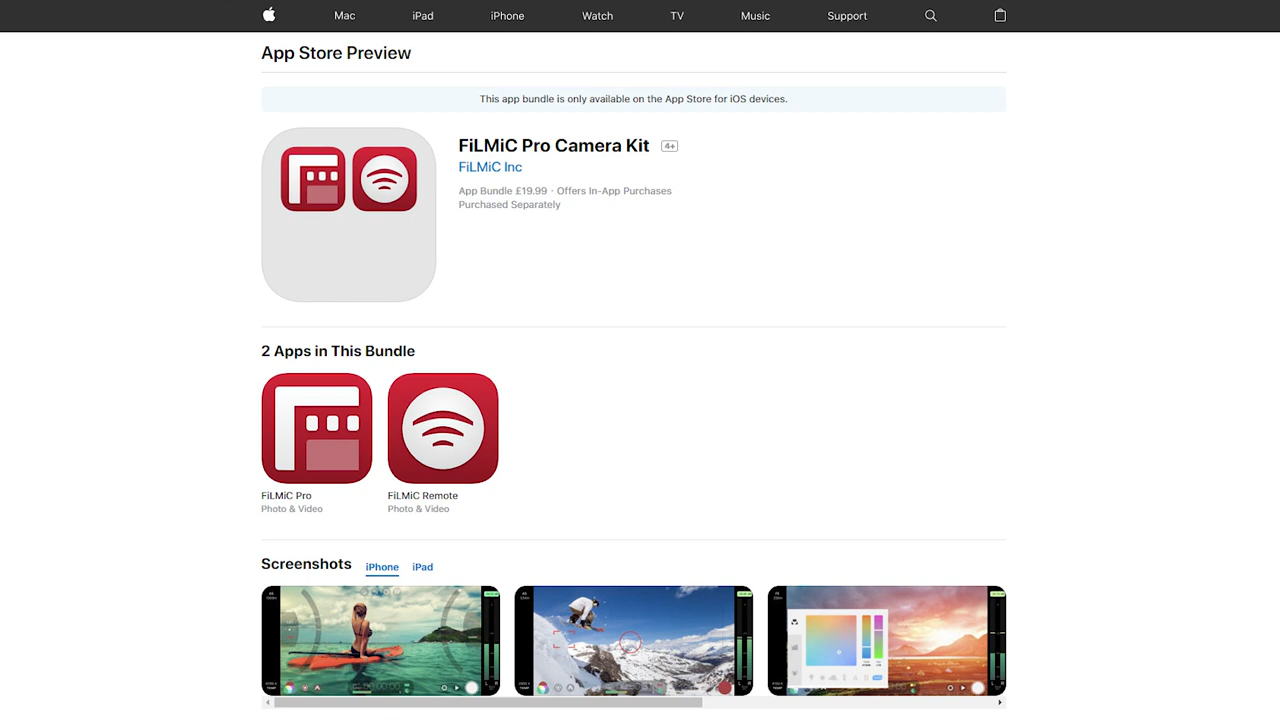 Mac iPad iPhone Watch TV Music Support
App Store Preview
This app bundle is only available on the App Store for iOS devices.
FiLMiC Pro Camera Kit 4+
FiLMiC Inc
App Bundle £19.99 · Offers In-App Purchases
Purchased Separately
2 Apps in This Bundle
FiLMiC Pro FiLMiC Remote
Photo & Video Photo & Video
Screenshots iPhone iPad